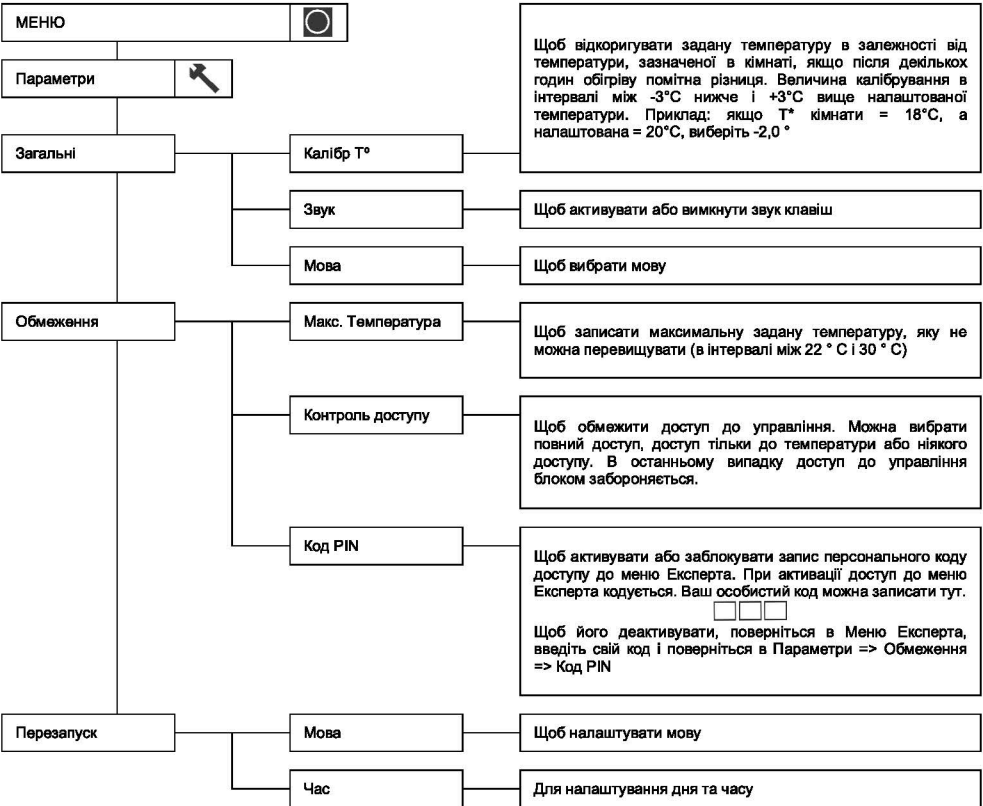 МЕНЮ
Параметри
Загальні
Калібр Тº
Щоб відкоригувати задану температуру в залежності від
температури, зазначеної в кімнаті, якщо після декількох
годин обігріву помітна різниця. Величина калібрування в
інтервалі між -3°С нижче і +3°С вище налаштованої
температури. Приклад: якщо Т* кімнати = 18°С, а
налаштована = 20°С, виберіть -2,0 °
Звук
Щоб активувати або вимкнути звук клавіш
Мова
Щоб вибрати мову
Обмеження
Макс. Температура
Щоб записати максимальну задану температуру, яку не
можна перевищувати (в інтервалі між 22 ° С і 30 ° С)
Контроль доступу
Щоб обмежити доступ до управління. Можна вибрати
повний доступ, доступ тільки до температури або ніякого
доступу. В останньому випадку доступ до управління
блоком забороняється.
Код PIN
Щоб активувати або заблокувати запис персонального коду
доступу до меню Експерта. При активації доступ до меню
Експерта кодується. Ваш особистий код можна записати тут.
Щоб його деактивувати, поверніться в Меню Експерта,
введіть свій код і поверніться в Параметри => Обмеження
=> Код PIN
Перезапуск
Мова
Щоб налаштувати мову
Час
Для налаштування дня та часу